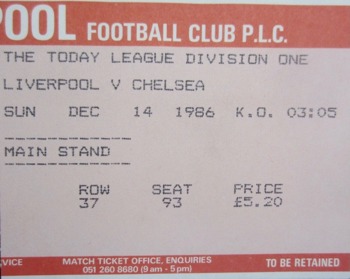 POOL FOOTBALL CLUB P.L.C.
THE TODAY LEAGUE DIVISION ONE
LIVERPOOL V CHELSEA
SUN DEC 14 1986 K.O. 03:05
MAIN STAND
ROW SEAT PRICE
37 93 £5.20
VICE MATCH TICKET OFFICE, ENQUIRIES TO BE RETAINED
051 260 8680 (9am - 5pm)